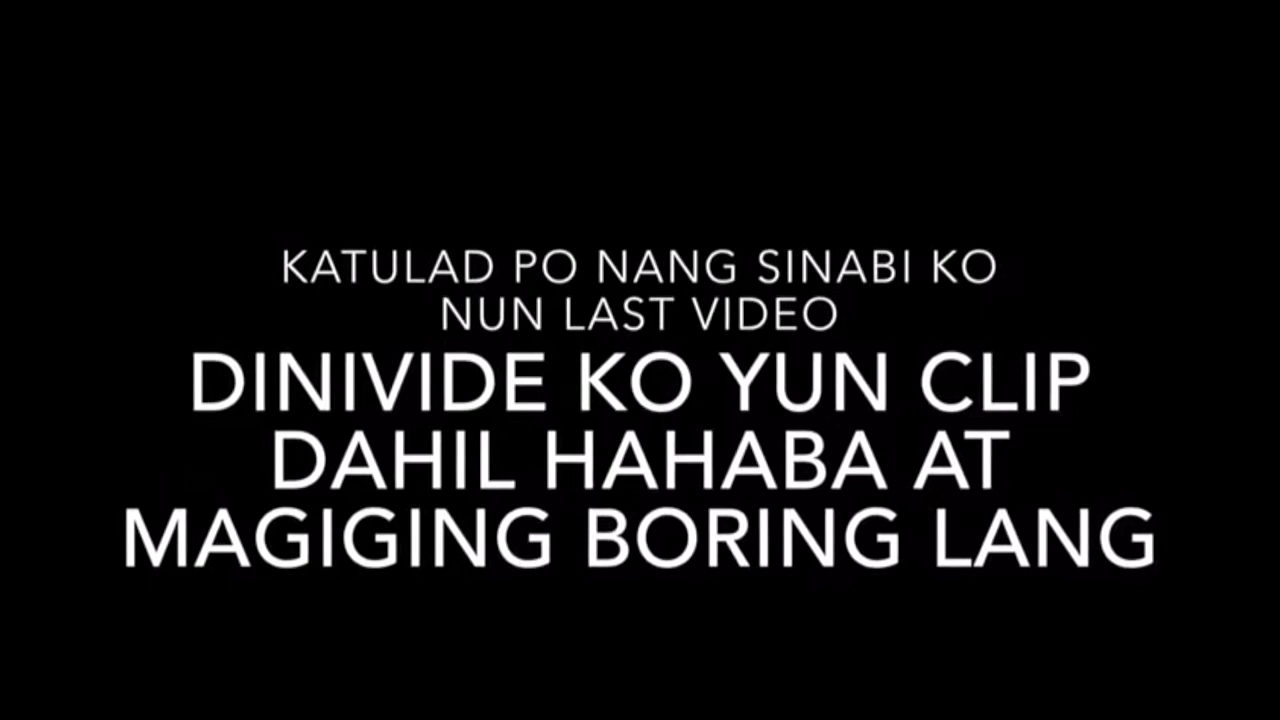 KATULAD PO NANG SINABI KO
NUN LAST VIDEO
DINIVIDE KO YUN CLIP
DAHIL HAHABA AT
MAGIGING BORING LANG